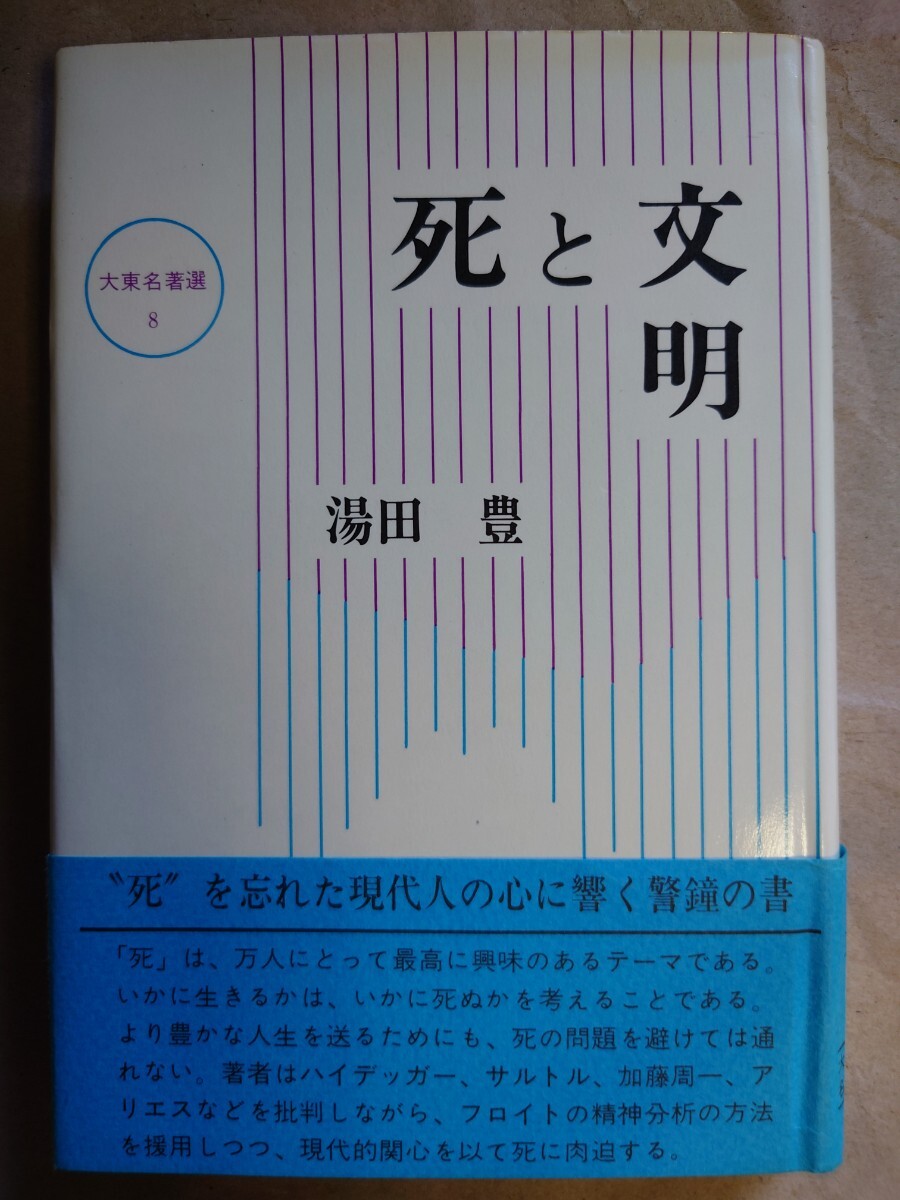 死と文
明
大東名著選
8
湯田 豊
〝死〟を忘れた現代人の心に響く警鐘の書
「死」は、万人にとって最高に興味のあるテーマである。
いかに生きるかは、いかに死ぬかを考えることである。
より豊かな人生を送るためにも、死の問題を避けては通
れない。著者はハイデッガー、サルトル、加藤周一、ア
リエスなどを批判しながら、フロイトの精神分析の方法
を援用しつつ、現代的関心を以て死に肉迫する。